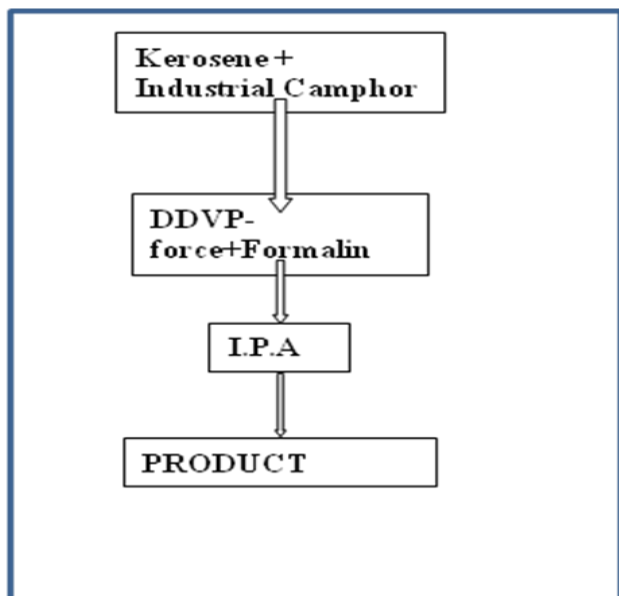 Kerosene +
Industrial Camphor
DDVP-
force+Formalin
I.P.A
PRODUCT